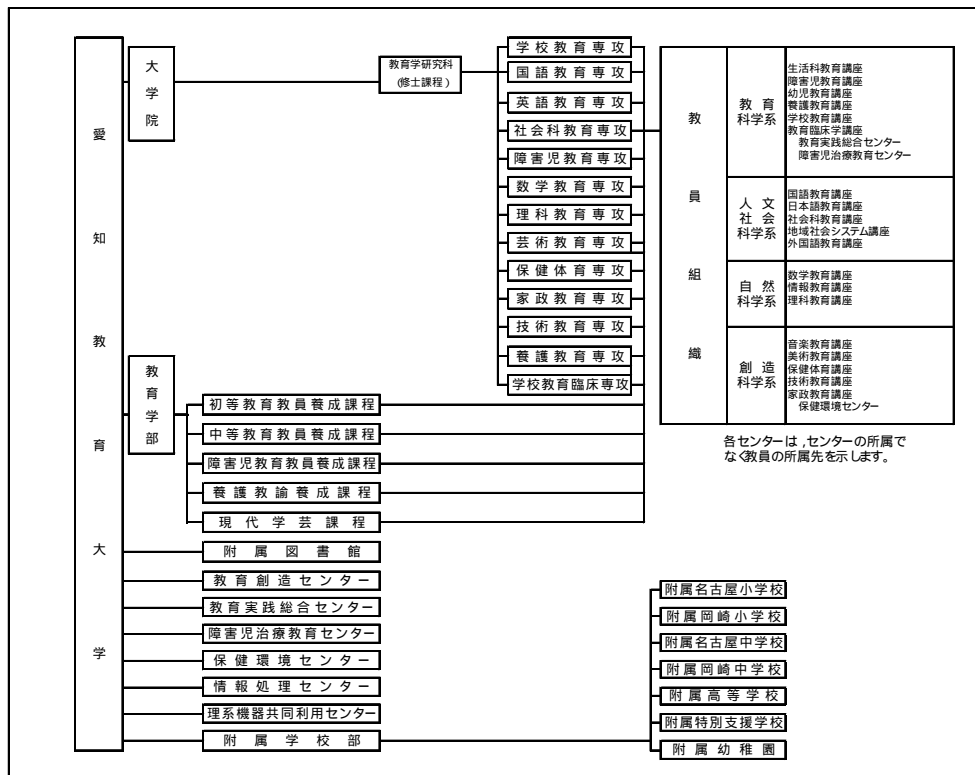 愛知教育大学
大学院
教育学研究科
(修士課程)
学校教育専攻
国語教育専攻
英語教育専攻
社会科教育専攻
障害児教育専攻
数学教育専攻
理科教育専攻
芸術教育専攻
保健体育専攻
家政教育専攻
技術教育専攻
養護教育専攻
学校教育臨床専攻
教員組織
教育
科学系
生活科教育講座
障害児教育講座
幼児教育講座
養護教育講座
学校教育講座
教育臨床学講座
教育実践総合センター
障害児治療教育センター
人文
社会
科学系
国語教育講座
日本語教育講座
社会科教育講座
地域社会システム講座
外国語教育講座
自然
科学系
数学教育講座
情報教育講座
理科教育講座
創造
科学系
音楽教育講座
美術教育講座
保健体育講座
技術教育講座
家政教育講座
保健環境センター
各センターは,センターの所属で
なく教員の所属先を示します。
教育学部
初等教育教員養成課程
中等教育教員養成課程
障害児教育教員養成課程
養護教諭養成課程
現代学芸課程
附属図書館
教育創造センター
教育実践総合センター
障害児治療教育センター
保健環境センター
情報処理センター
理系機器共同利用センター
附属学校部
附属名古屋小学校
附属岡崎小学校
附属名古屋中学校
附属岡崎中学校
附属高等学校
附属特別支援学校
附属幼稚園